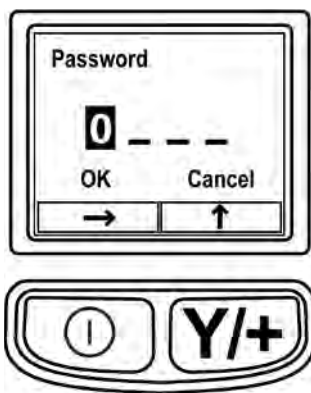 Password
0 _ _ _
OK Cancel
→ ↑
Y/+